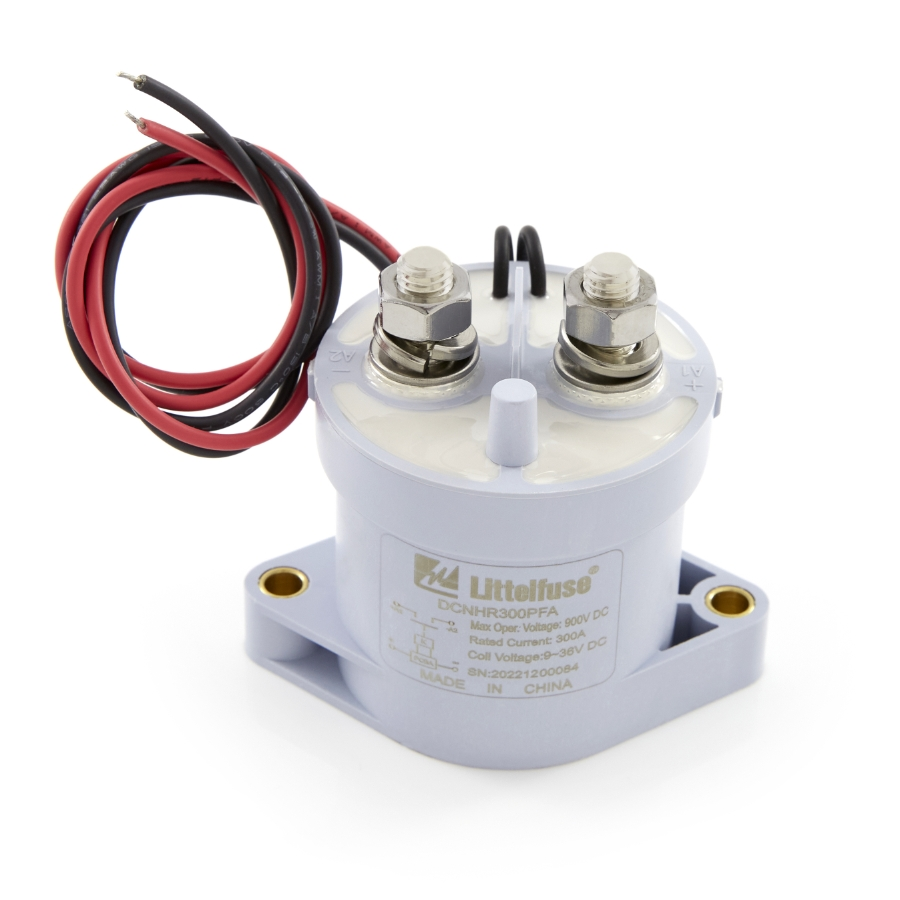 A2 -
A1 +
Littelfuse®
DCNHR300PFA
Max Oper. Voltage: 900V DC
Rated Current: 300A
Coil Voltage:9~36V DC
SN:20221200064
MADE IN CHINA